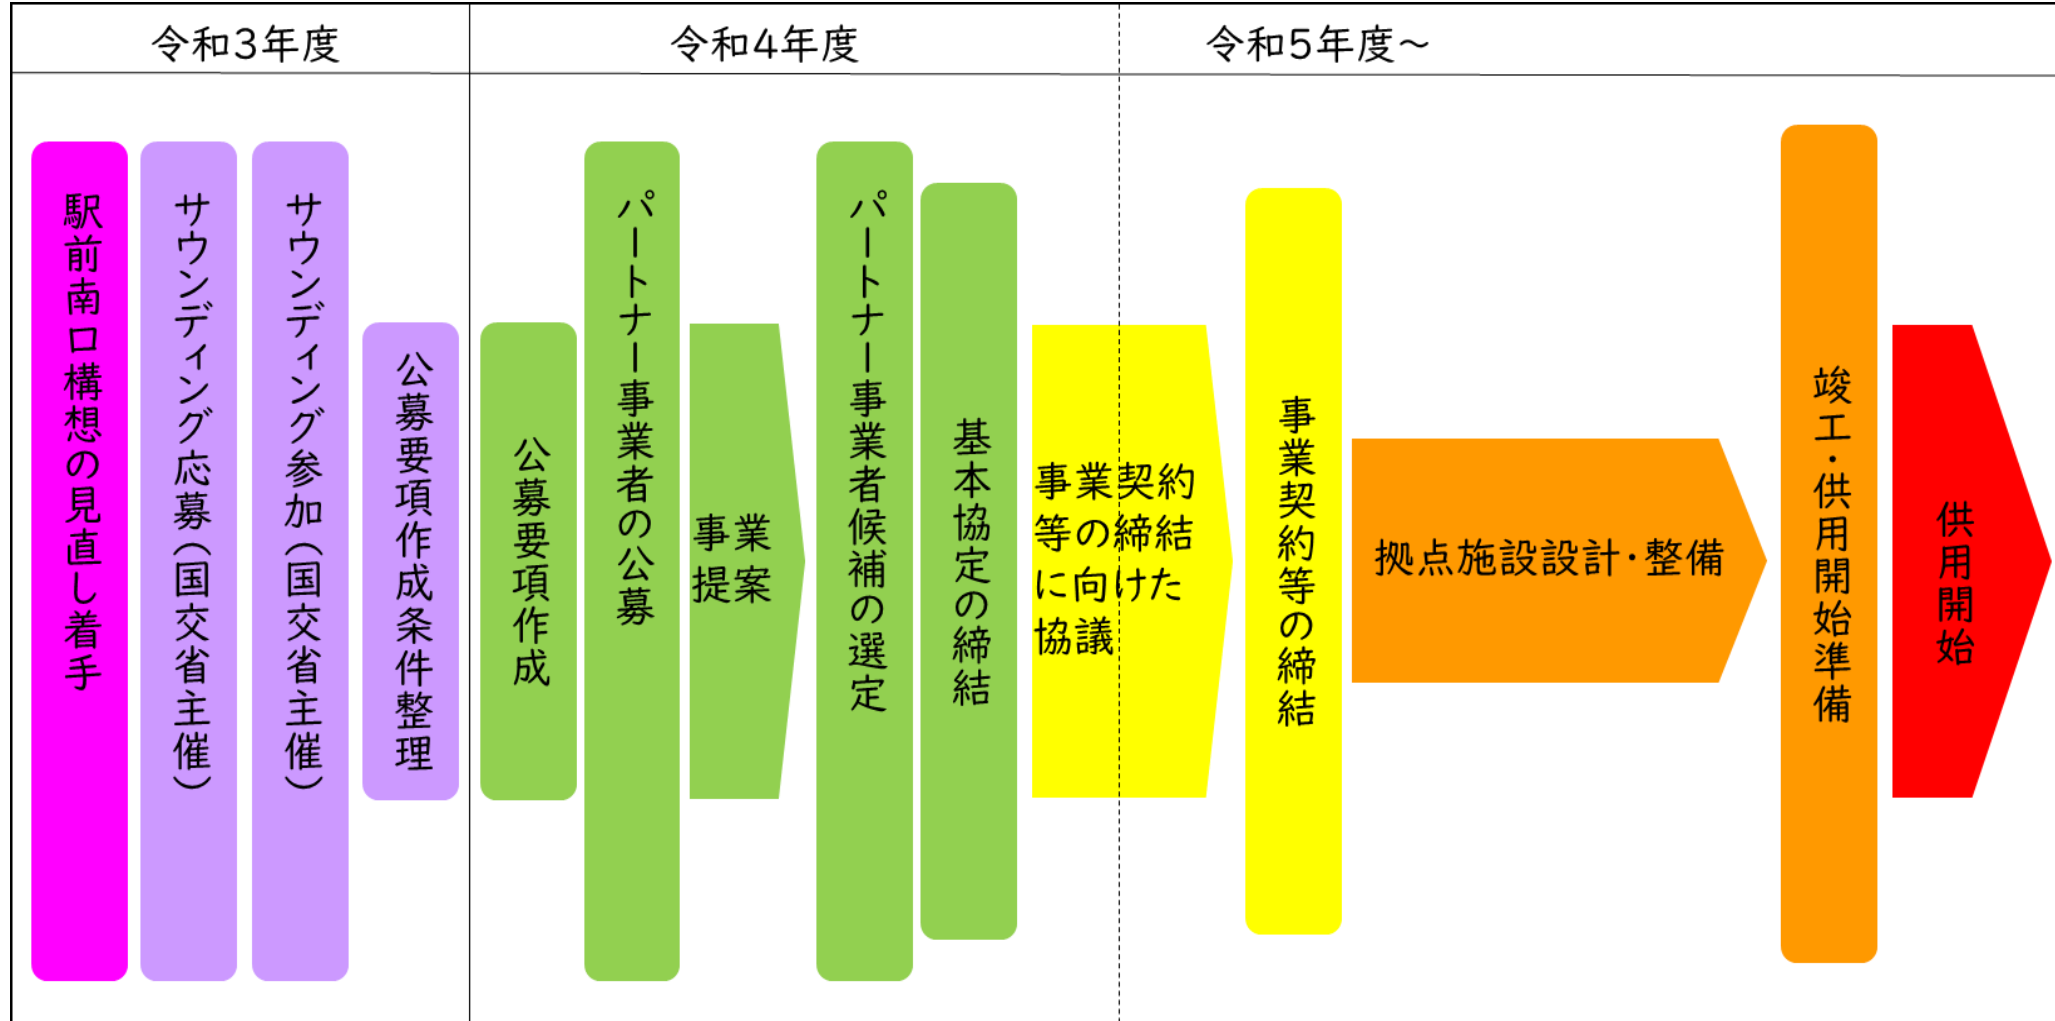 令和3年度
令和4年度
令和5年度～
駅前南口構想の見直し着手
サウンディング応募（国交省主催）
サウンディング参加（国交省主催）
公募要項作成条件整理
公募要項作成
パートナー事業者の公募
事業
提案
パートナー事業者候補の選定
基本協定の締結
事業契約
等の締結
に向けた
協議
事業契約等の締結
拠点施設設計・整備
竣工・供用開始準備
供用開始